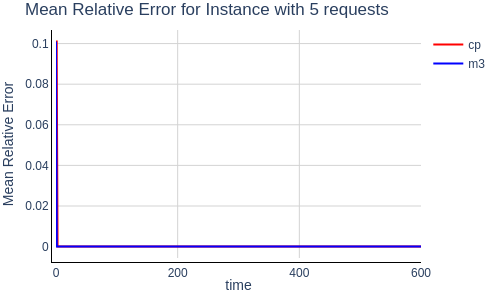 Mean Relative Error for Instance with 5 requests
cp
m3
Mean Relative Error
0.1
0.08
0.06
0.04
0.02
0
0
200
400
600
time